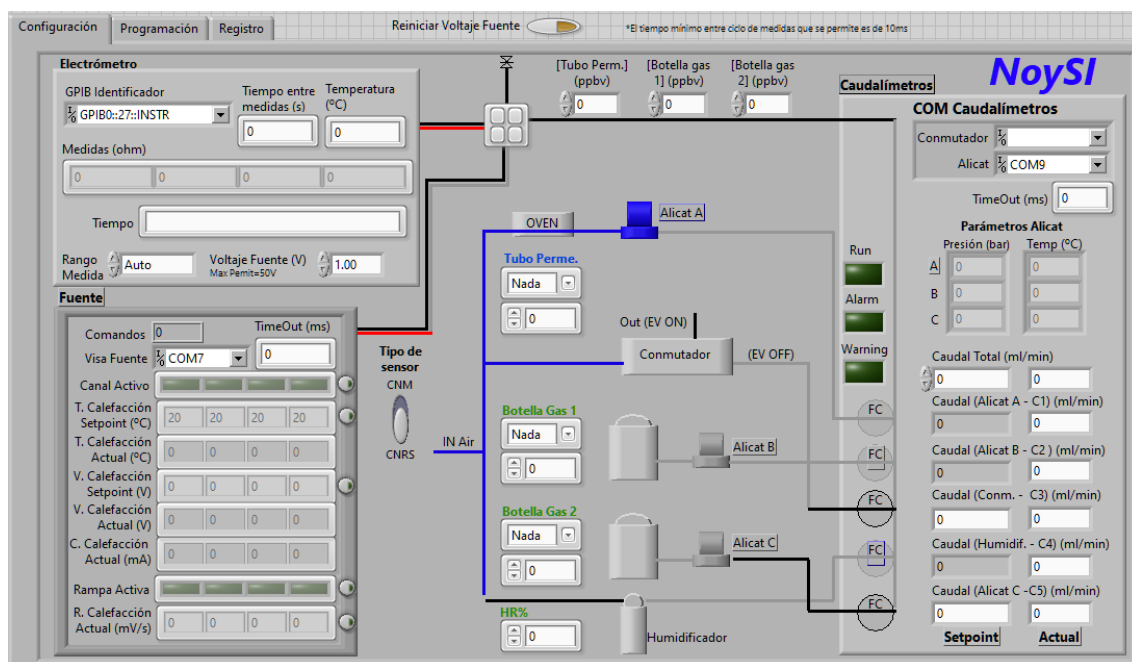 Configuración Programación Registro
Reiniciar Voltaje Fuente
*El tiempo mínimo entre ciclo de medidas que se permite es de 10ms
NoySI
Electrómetro
GPIB Identificador
GPIB0::27::INSTR
Tiempo entre
medidas (s)
0
Temperatura
(ºC)
0
Medidas (ohm)
0 0 0 0
Tiempo
Rango
Medida
Auto
Voltaje Fuente (V)
Max Pemit=50V
1.00
Fuente
Comandos 0
TimeOut (ms)
0
Visa Fuente COM7
Canal Activo
T. Calefacción
Setpoint (ºC)
20 20 20 20
T. Calefacción
Actual (ºC)
0 0 0 0
V. Calefacción
Setpoint (V)
0 0 0 0
V. Calefacción
Actual (V)
0 0 0 0
C. Calefacción
Actual (mA)
0 0 0 0
Rampa Activa
R. Calefacción
Actual (mV/s)
0 0 0 0
Tipo de
sensor
CNM
CNRS
IN Air
[Tubo Perm.]
(ppbv)
0
[Botella gas
1] (ppbv)
0
[Botella gas
2] (ppbv)
0
OVEN
Alicat A
Tubo Perme.
Nada
0
Out (EV ON)
Conmutador
(EV OFF)
Botella Gas 1
Nada
0
Alicat B
Botella Gas 2
Nada
0
Alicat C
HR%
0
Humidificador
Caudalímetros
Run
Alarm
Warning
FC
FC
FC
FC
FC
COM Caudalímetros
Conmutador
Alicat COM9
TimeOut (ms) 0
Parámetros Alicat
Presión (bar) Temp (ºC)
A 0 0
B 0 0
C 0 0
Caudal Total (ml/min)
0 0
Caudal (Alicat A - C1) (ml/min)
0 0
Caudal (Alicat B - C2 ) (ml/min)
0 0
Caudal (Conm. - C3) (ml/min)
0 0
Caudal (Humidif. - C4) (ml/min)
0 0
Caudal (Alicat C -C5) (ml/min)
0 0
Setpoint Actual